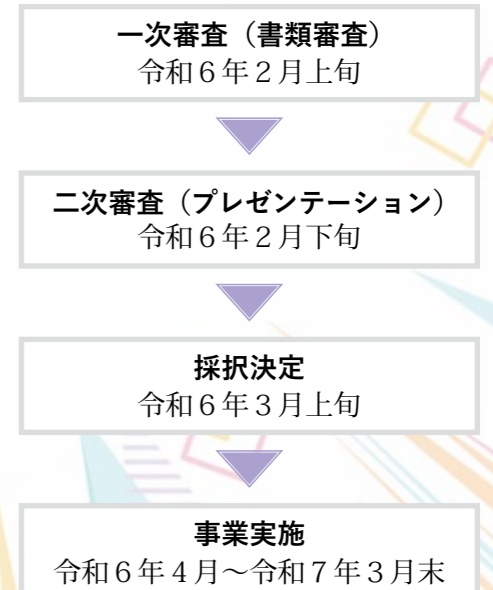 一次審査（書類審査）
令和６年２月上旬
二次審査（プレゼンテーション）
令和６年２月下旬
採択決定
令和６年３月上旬
事業実施
令和６年４月～令和７年３月末